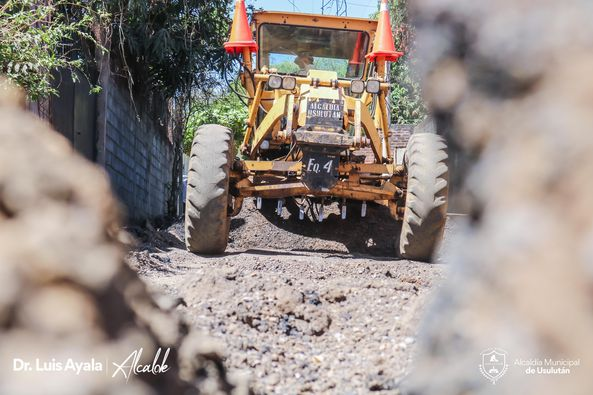 ALCALDIA
USULUTAN
Eq. 4
Dr. Luis Ayala
Alcalde
Alcaldía Municipal
de Usulután